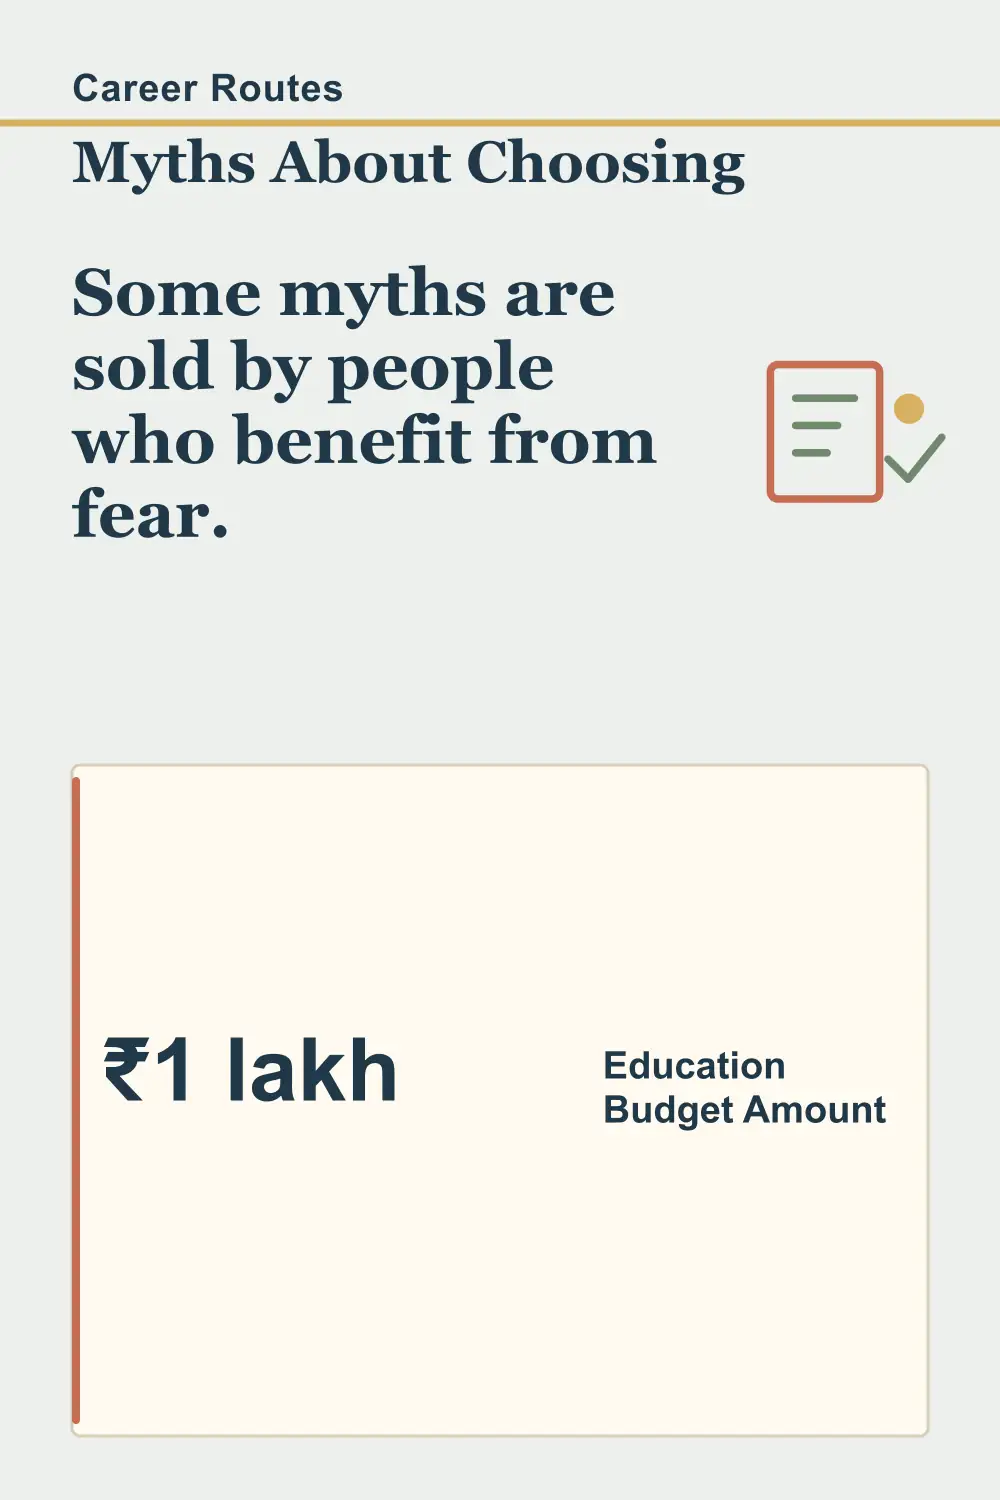 Career Routes
Myths About Choosing
Some myths are
sold by people
who benefit from
fear.
₹1 lakh
Education
Budget Amount